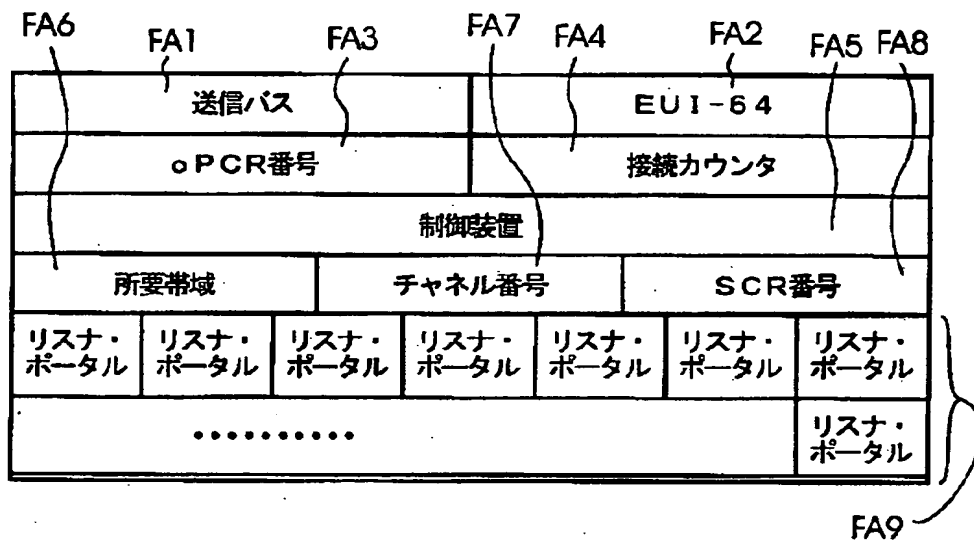 FA6 FA1 FA3 FA7 FA4 FA2 FA5 FA8
送信バス EUI-64
oPCR番号 接続カウンタ
制御装置
所要帯域 チャネル番号 SCR番号
リスナ・ リスナ・ リスナ・ リスナ・ リスナ・ リスナ・ リスナ・
ポータル ポータル ポータル ポータル ポータル ポータル ポータル
・・・・・・・・・・ リスナ・
ポータル
FA9